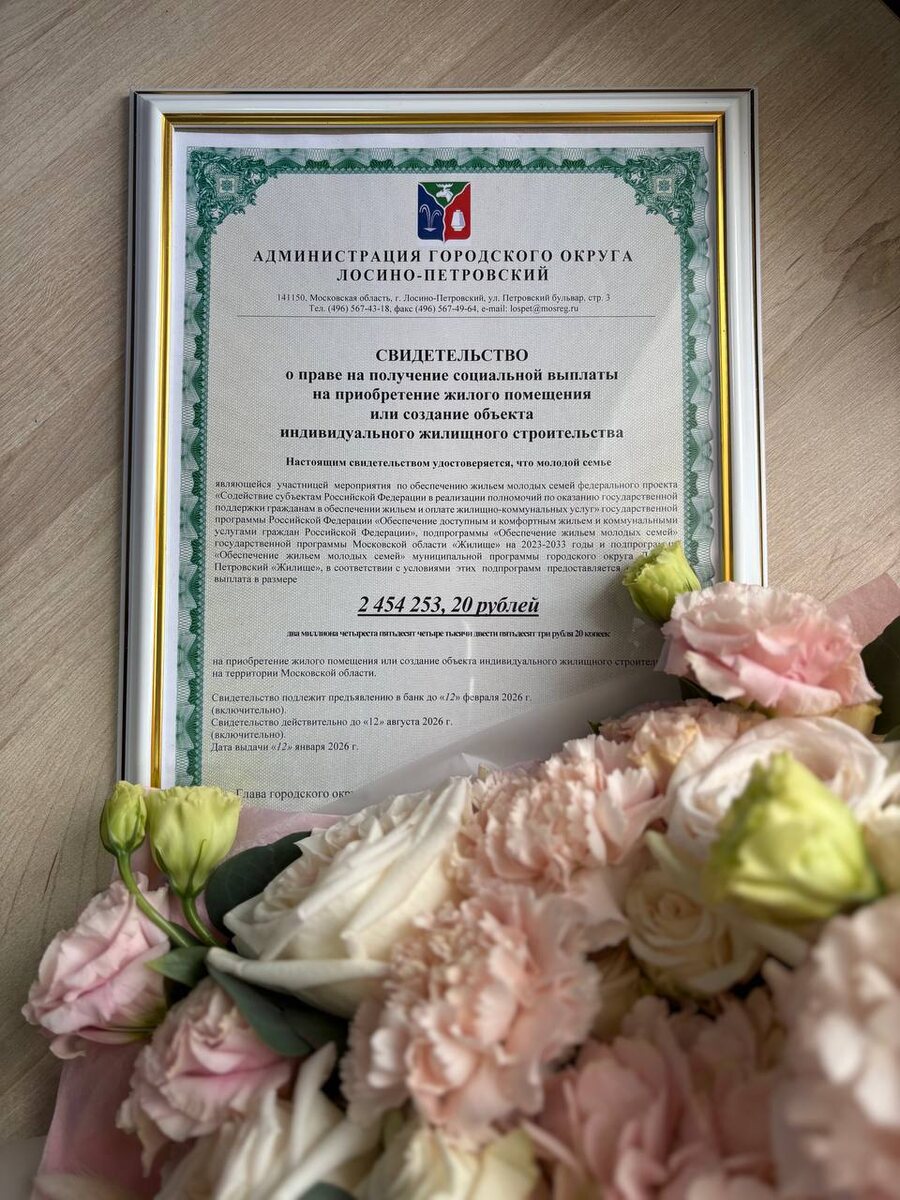 АДМИНИСТРАЦИЯ ГОРОДСКОГО ОКРУГА
ЛОСИНО-ПЕТРОВСКИЙ
141150, Московская область, г. Лосино-Петровский, ул. Петровский бульвар, стр. 3
Тел. (496) 567-43-18, факс (496) 567-49-64, e-mail: lospet@mosreg.ru
СВИДЕТЕЛЬСТВО
о праве на получение социальной выплаты
на приобретение жилого помещения
или создание объекта
индивидуального жилищного строительства
Настоящим свидетельством удостоверяется, что молодой семье
являющейся участницей мероприятия по обеспечению жильем молодых семей федерального проекта
«Содействие субъектам Российской Федерации в реализации полномочий по оказанию государственной
поддержки гражданам в обеспечении жильем и оплате жилищно-коммунальных услуг» государственной
программы Российской Федерации «Обеспечение доступным и комфортным жильем и коммунальными
услугами граждан Российской Федерации», подпрограммы «Обеспечение жильем молодых семей»
государственной программы Московской области «Жилище» на 2023-2033 годы и подпрограммы
«Обеспечение жильем молодых семей» муниципальной программы городского округа
Петровский «Жилище», в соответствии с условиями этих подпрограмм предоставляется
выплата в размере
2 454 253, 20 рублей
два миллиона четыреста пятьдесят четыре тысячи двести пятьдесят три рубля 20 копеек
на приобретение жилого помещения или создание объекта индивидуального жилищного строител
на территории Московской области.
Свидетельство подлежит предъявлению в банк до «12» февраля 2026 г.
(включительно).
Свидетельство действительно до «12» августа 2026 г.
(включительно).
Дата выдачи «12» января 2026 г.
Глава городского окр